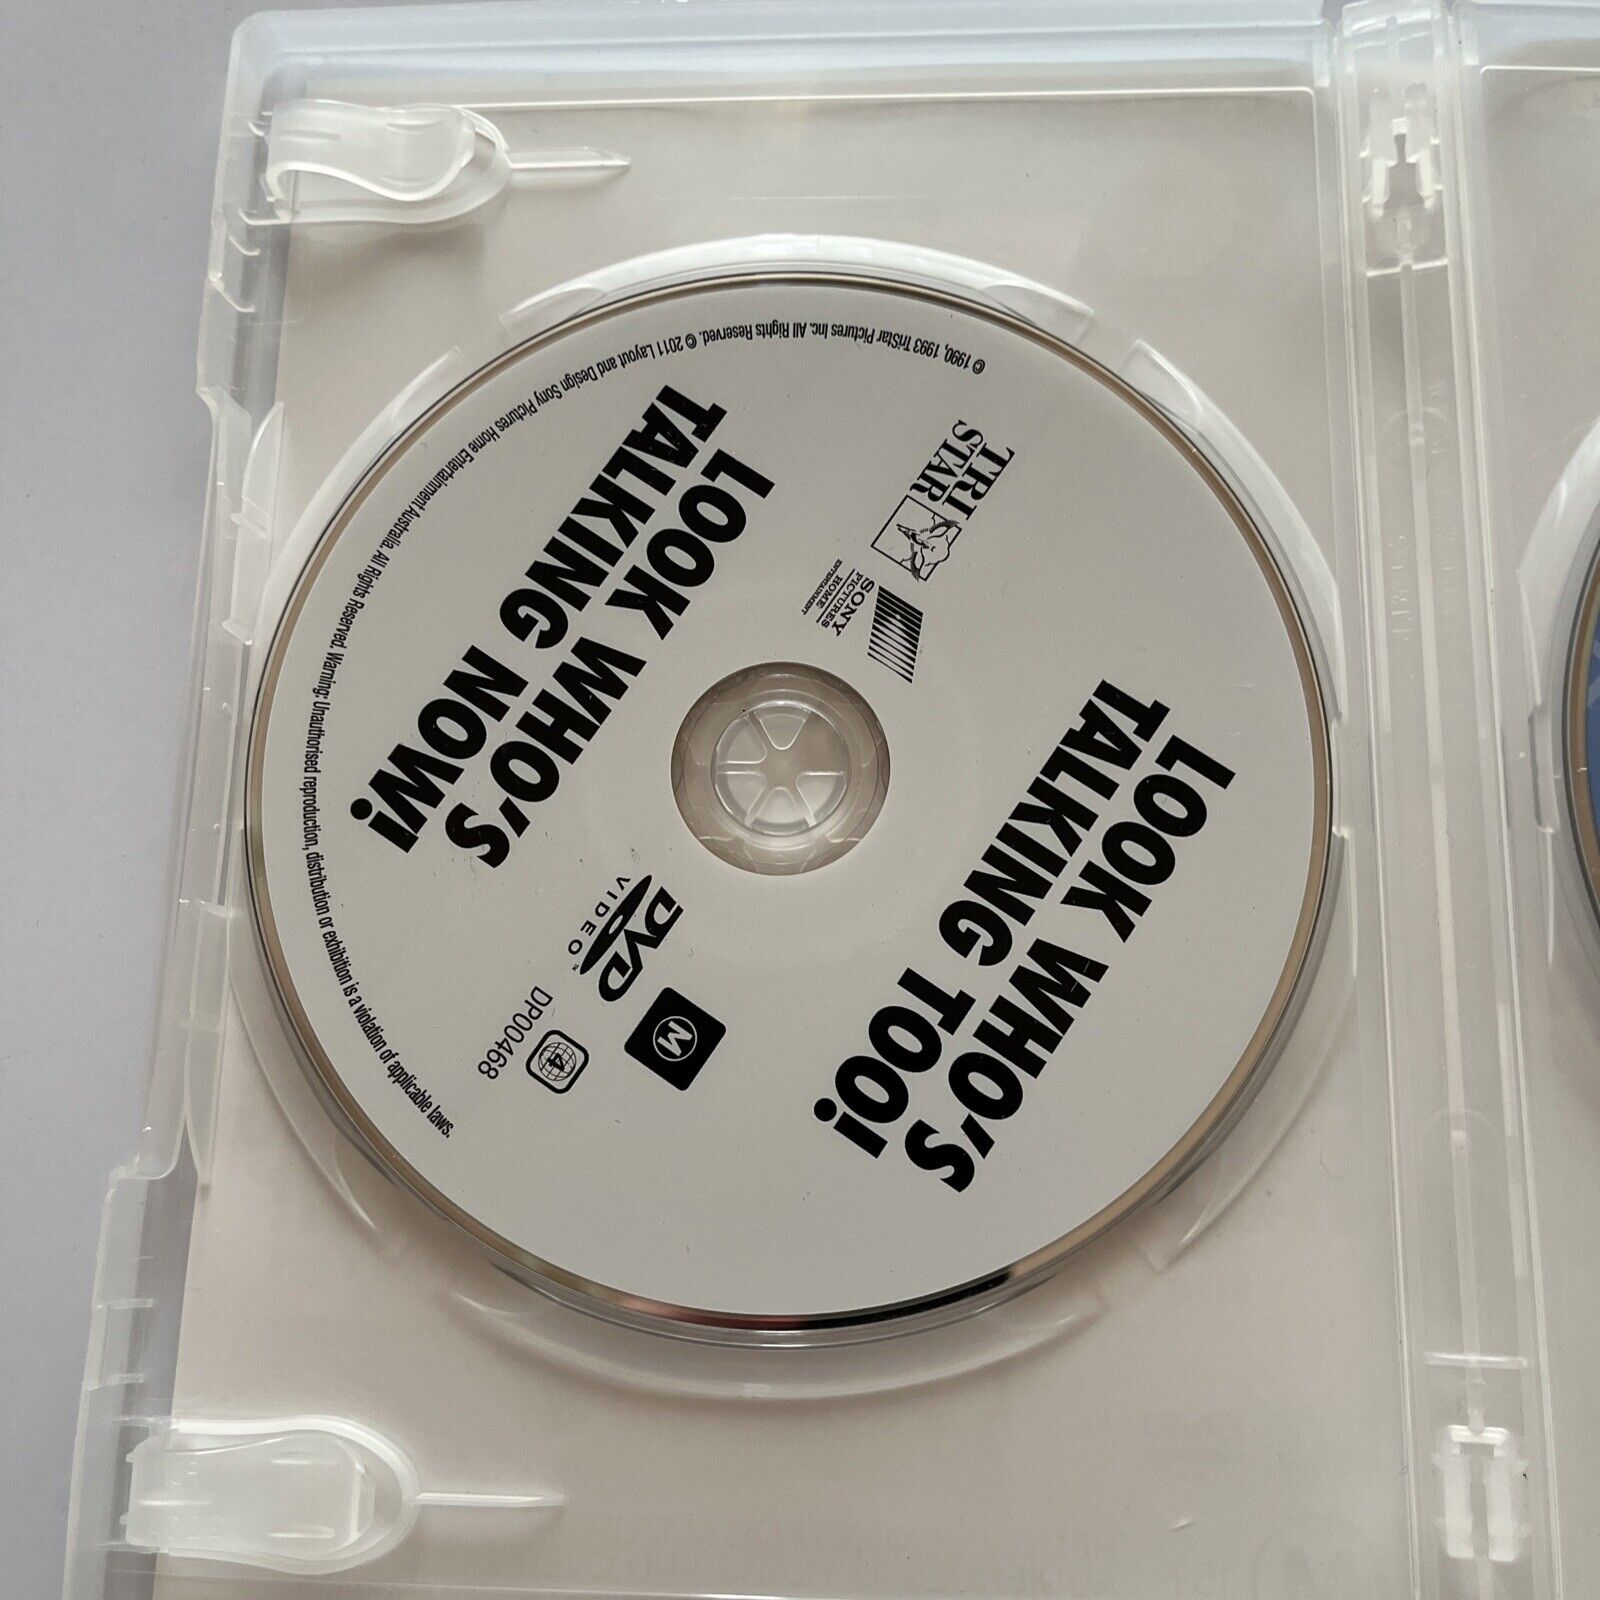 LOOK WHO'S
TALKING TOO!
TRI
STAR
SONY
PICTURES
HOME
ENTERTAINMENT
M
DVD
VIDEO™
4
DP00468
LOOK WHO'S
TALKING NOW!
© 1990, 1993 TriStar Pictures Inc. All Rights Reserved. © 2011 Layout and Design Sony Pictures Home Entertainment Australia. All Rights Reserved. Warning: Unauthorised reproduction, distribution or exhibition is a violation of applicable laws.